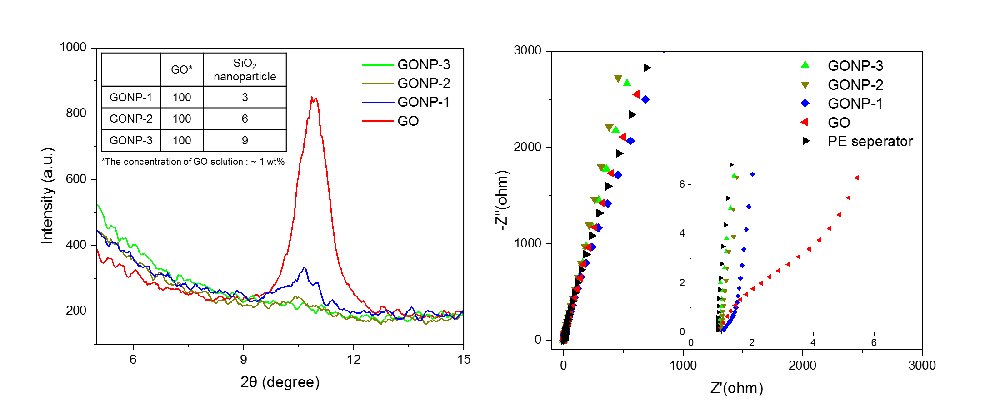 1000
800
600
400
200
Intensity (a.u.)
GO*
SiO2
nanoparticle
GONP-1 100 3
GONP-2 100 6
GONP-3 100 9
*The concentration of GO solution : ~ 1 wt%
GONP-3
GONP-2
GONP-1
GO
6 9 12 15
2θ (degree)
3000
2000
1000
0
-Z"(ohm)
GONP-3
GONP-2
GONP-1
GO
PE seperator
6
4
2
0
0 2 4 6
0 1000 2000 3000
Z'(ohm)